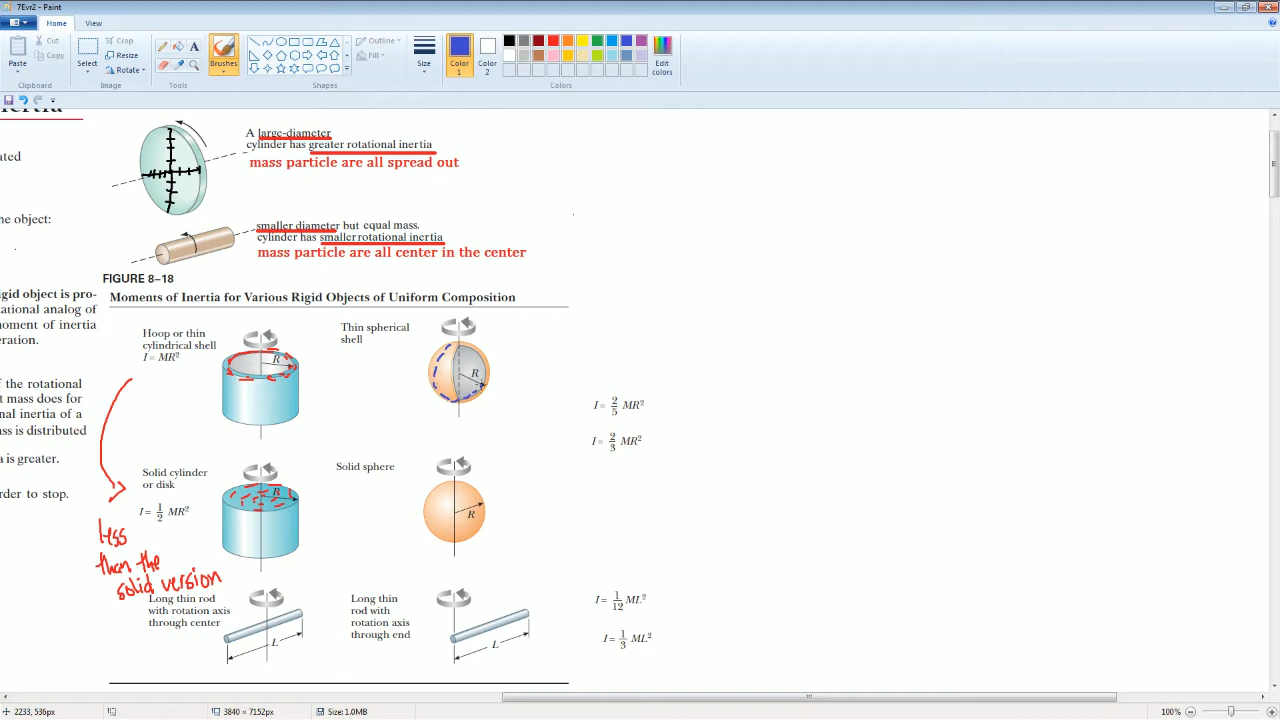 7Evr2 - Paint
Home
View
Paste
Cut
Copy
Clipboard
Select
Crop
Resize
Rotate
Image
A
Tools
Brushes
Outline
Fill
Shapes
Size
Color
1
Color
2
Edit
colors
Colors
ated
he object:
igid object is pro-
ational analog of
noment of inertia
eration.
f the rotational
t mass does for
nal inertia of a
ass is distributed
a is greater.
rder to stop.
A large-diameter
cylinder has greater rotational inertia
mass particle are all spread out
smaller diameter but equal mass.
cylinder has smaller rotational inertia
mass particle are all center in the center
FIGURE 8–18
Moments of Inertia for Various Rigid Objects of Uniform Composition
Hoop or thin
cylindrical shell
I = MR²
R
Thin spherical
shell
R
I = 2/5 MR²
I = 2/3 MR²
Solid cylinder
or disk
I = 1/2 MR²
R
Solid sphere
R
less
than the
solid version
Long thin rod
with rotation axis
through center
L
Long thin
rod with
rotation axis
through end
L
I = 1/12 ML²
I = 1/3 ML²
2233, 536px
3840 × 7152px
Size: 1.0MB
100%